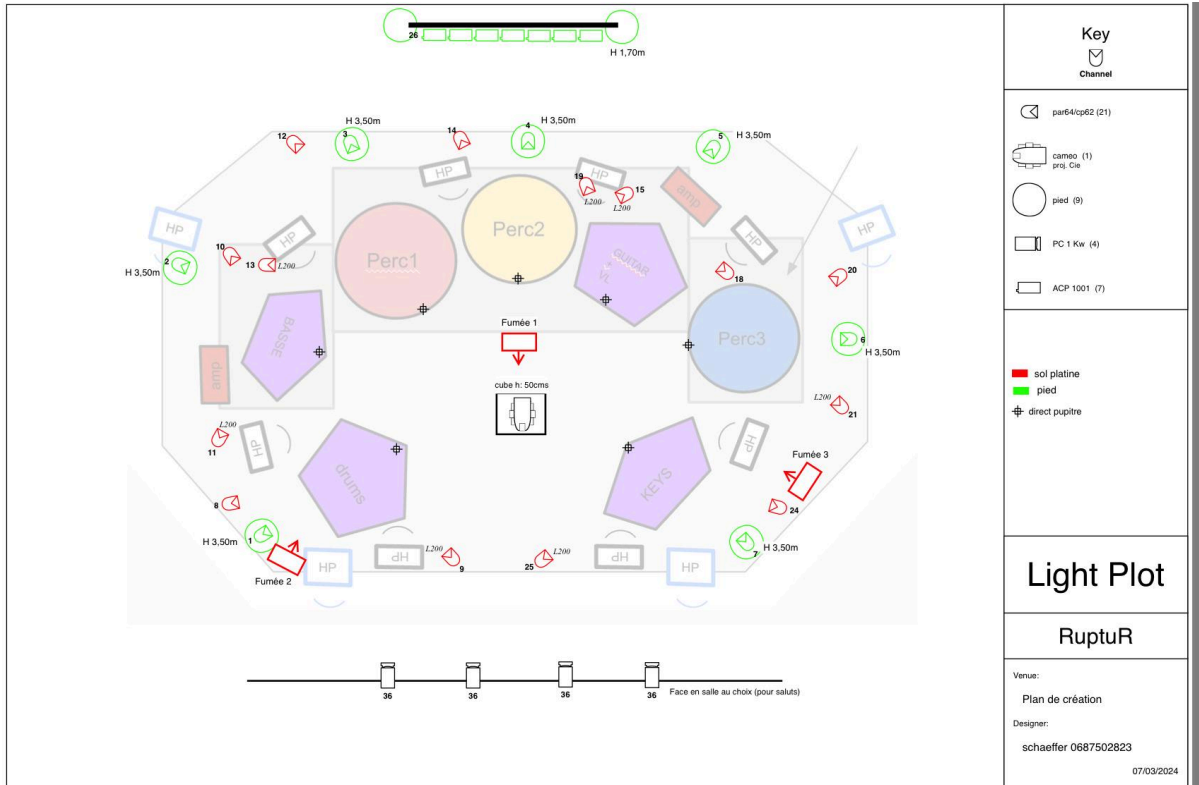 26
H 1,70m
12
H 3,50m
3
14
4
H 3,50m
5
H 3,50m
HP
HP
19
15
L200
L200
amp
HP
2
H 3,50m
10
13
L200
HP
Perc1
Perc2
GUITAR
VL
+
18
HP
HP
20
BASSE
Fumée 1
Perc3
6
H 3,50m
amp
cube h: 50cms
L200
21
L200
11
HP
HP
Fumée 3
drums
KEYS
8
24
H 3,50m
1
Fumée 2
HP
HP
L200
9
25
L200
HP
HP
7
H 3,50m
36
36
36
36
Face en salle au choix (pour saluts)
Key
Channel
par64/cp62 (21)
cameo (1)
proj. Cie
pied (9)
PC 1 Kw (4)
ACP 1001 (7)
sol platine
pied
direct pupitre
Light Plot
RuptuR
Venue:
Plan de création
Designer:
schaeffer 0687502823
07/03/2024